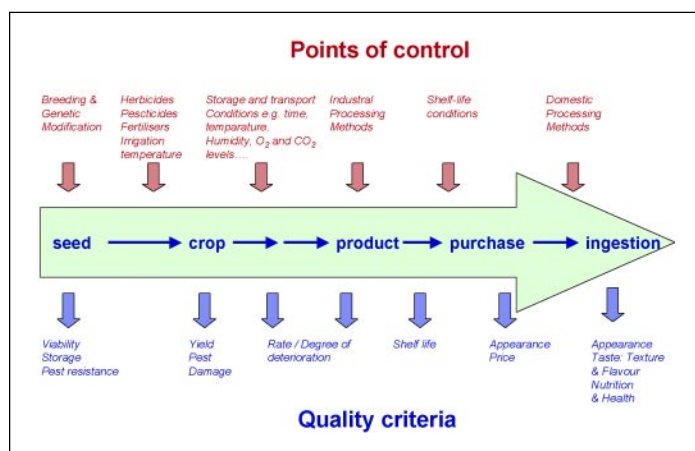 Points of control
Breeding &
Genetic
Modification
Herbicides
Pesticides
Fertilisers
Irrigation
temperature
Storage and transport
Conditions e.g. time,
temparature,
Humidity, O2 and CO2
levels....
Industrial
Processing
Methods
Shelf-life
conditions
Domestic
Processing
Methods
seed crop product purchase ingestion
Viability
Storage
Pest resistance
Yield
Pest
Damage
Rate / Degree of
deterioration
Shelf life
Appearance
Price
Appearance
Taste: Texture
& Flavour
Nutrition
& Health
Quality criteria